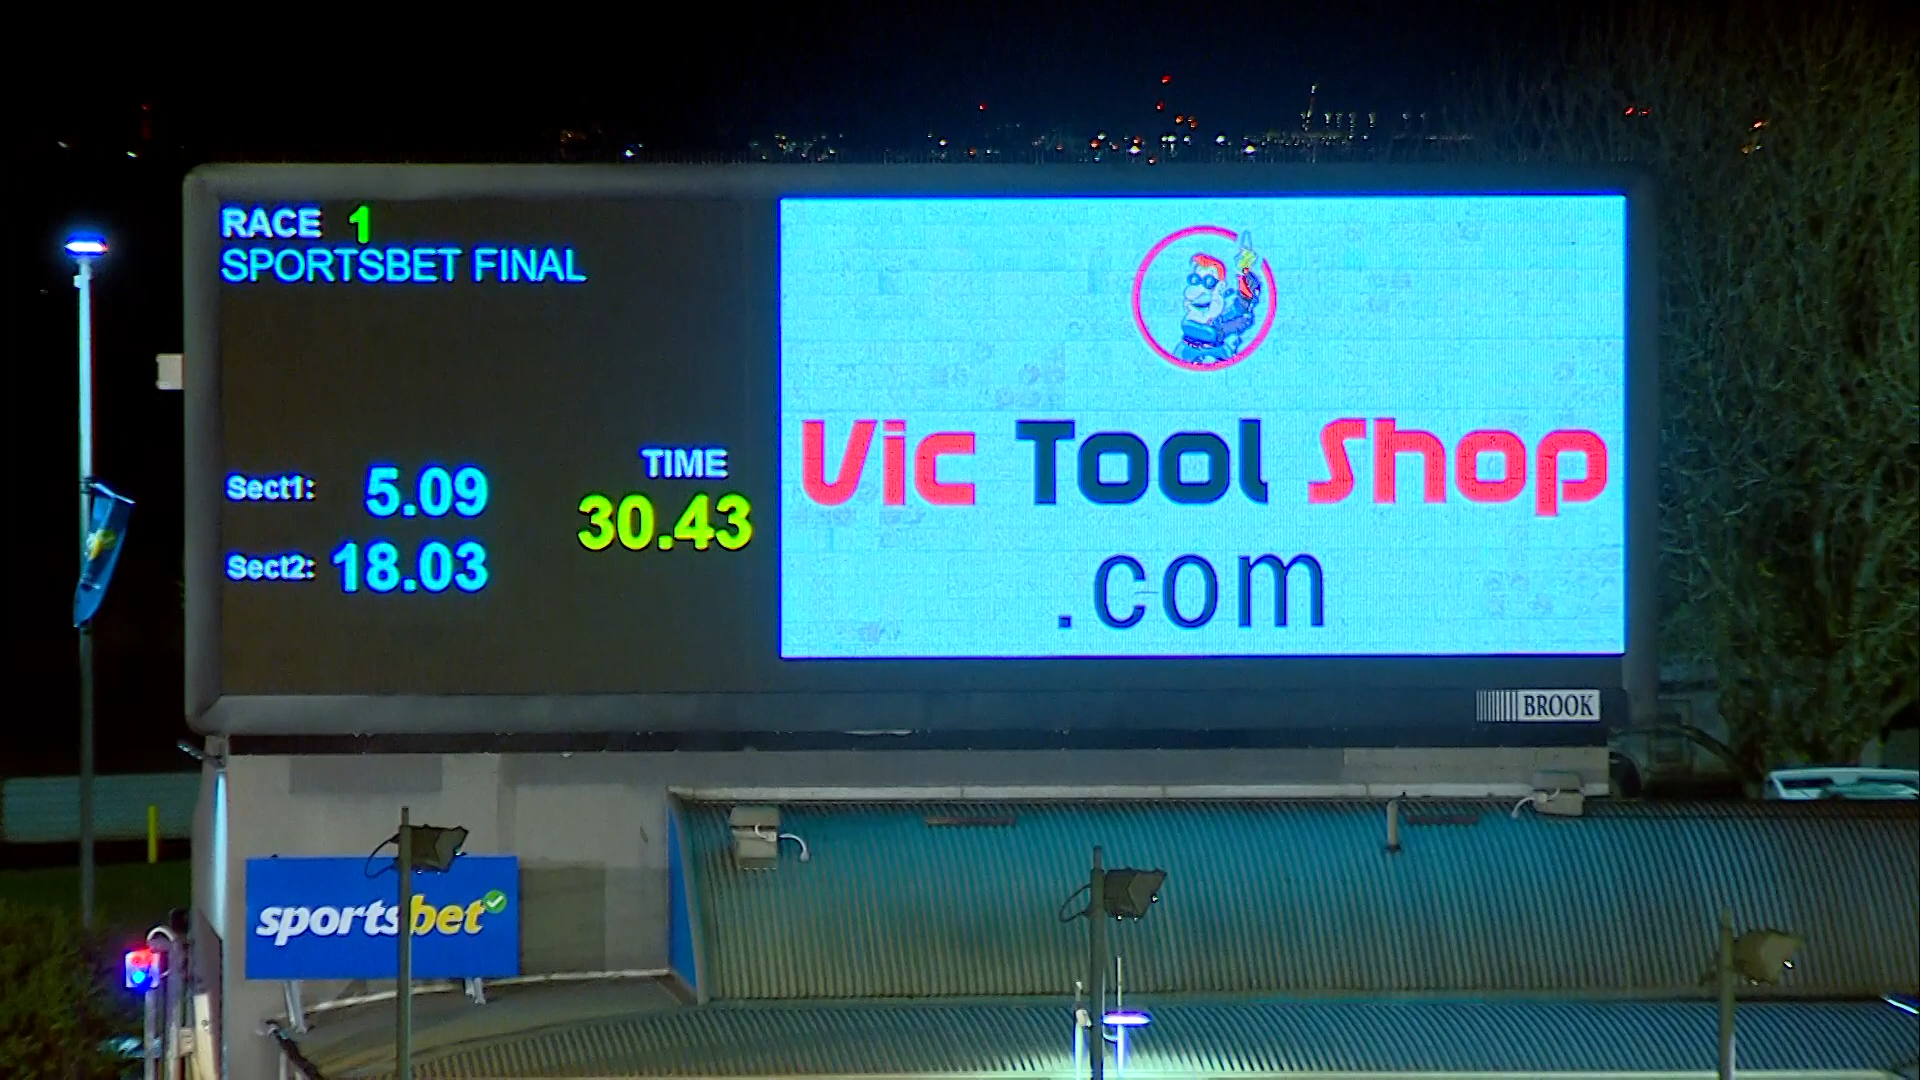 RACE 1
SPORTSBET FINAL
TIME
Sect1: 5.09
30.43
Sect2: 18.03
Vic Tool Shop
.com
BROOK
sportsbet